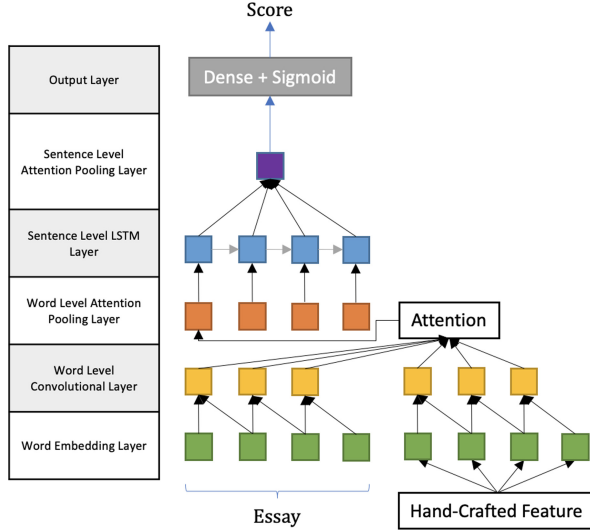 Score
Output Layer
Dense + Sigmoid
Sentence Level
Attention Pooling Layer
Sentence Level LSTM
Layer
Word Level Attention
Pooling Layer
Attention
Word Level
Convolutional Layer
Word Embedding Layer
Essay
Hand-Crafted Feature